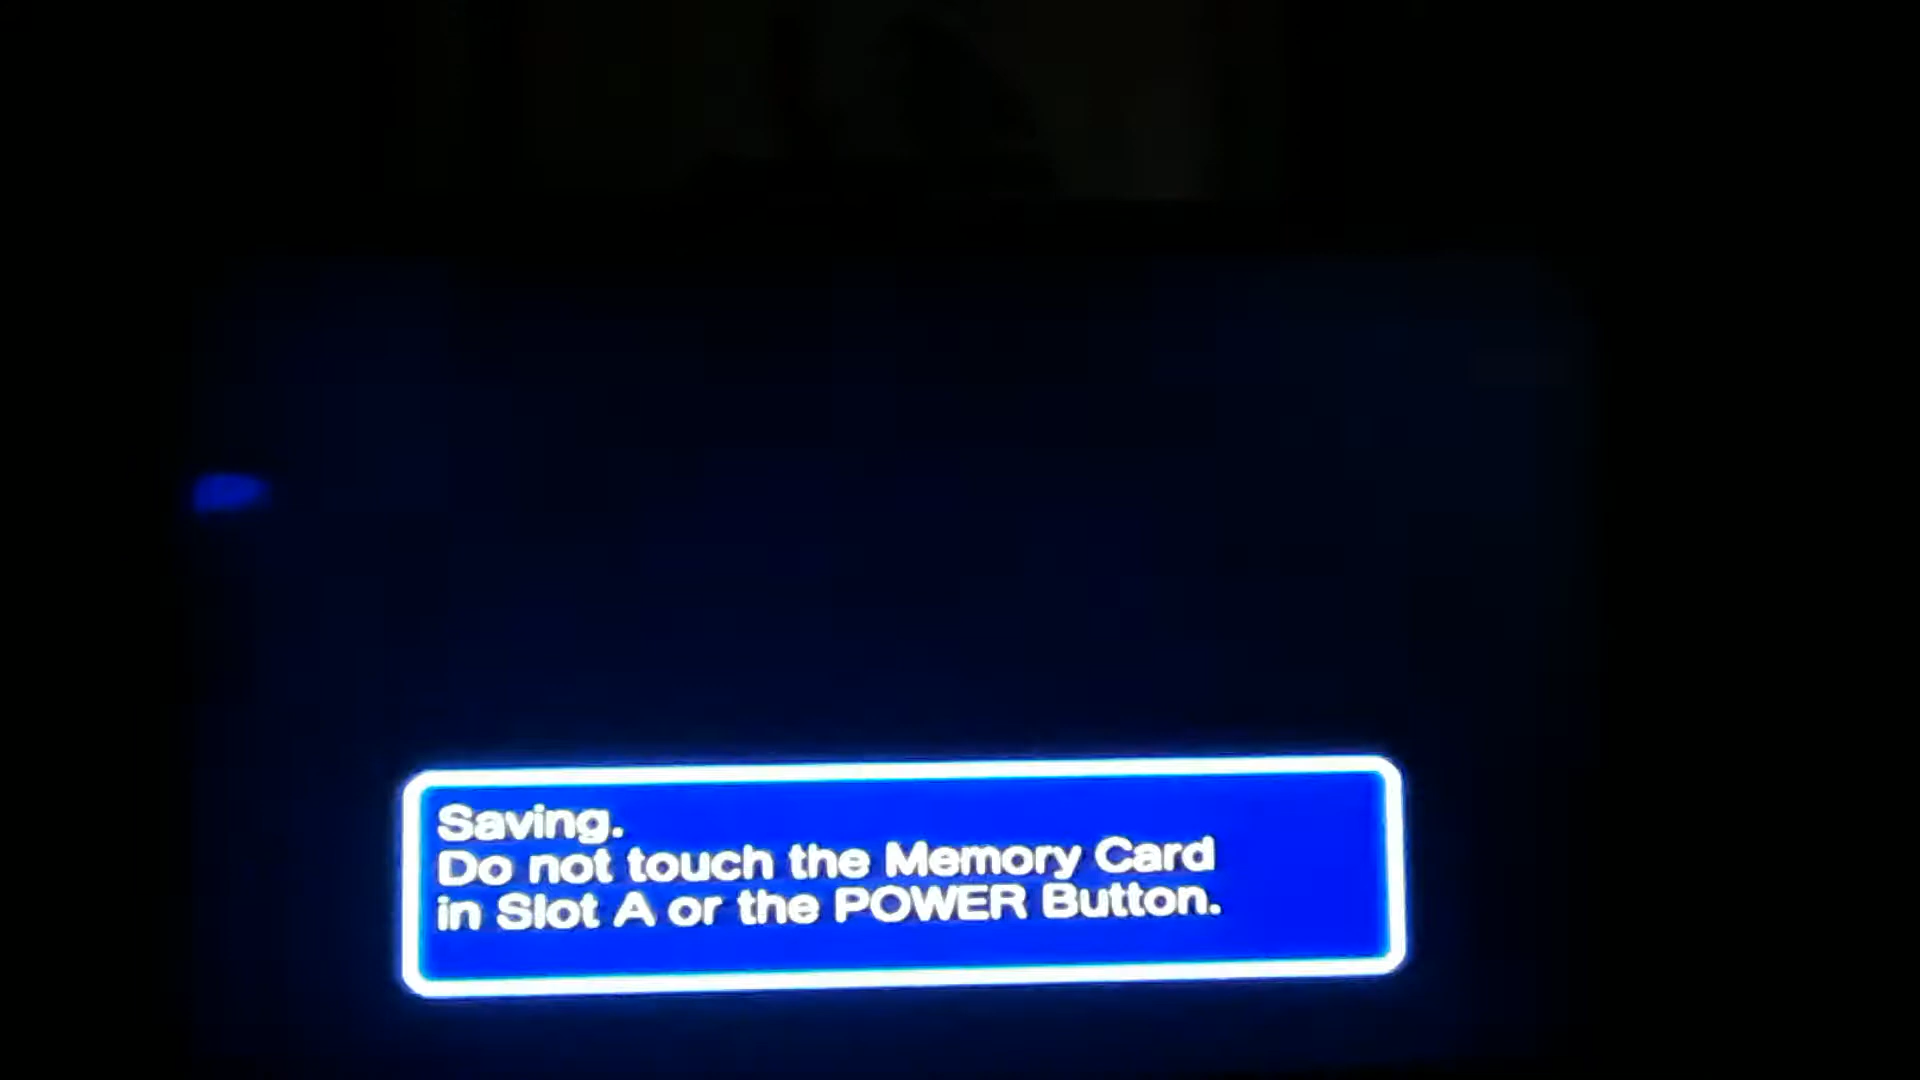 Saving.
Do not touch the Memory Card
in Slot A or the POWER Button.